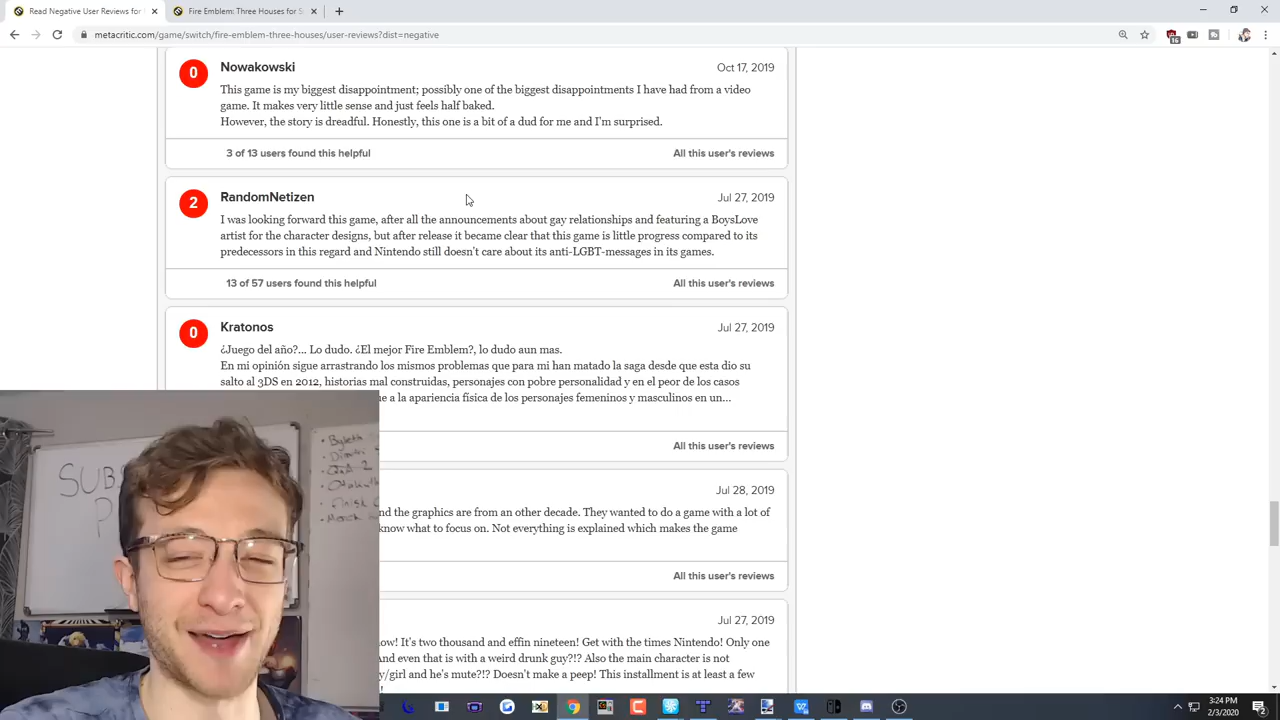 Read Negative User Reviews for
Fire Emblem: Three Houses for S
metacritic.com/game/switch/fire-emblem-three-houses/user-reviews?dist=negative
0
Nowakowski
Oct 17, 2019
This game is my biggest disappointment; possibly one of the biggest disappointments I have had from a video
game. It makes very little sense and just feels half baked.
However, the story is dreadful. Honestly, this one is a bit of a dud for me and I'm surprised.
3 of 13 users found this helpful
All this user's reviews
2
RandomNetizen
Jul 27, 2019
I was looking forward this game, after all the announcements about gay relationships and featuring a BoysLove
artist for the character designs, but after release it became clear that this game is little progress compared to its
predecessors in this regard and Nintendo still doesn't care about its anti-LGBT-messages in its games.
13 of 57 users found this helpful
All this user's reviews
0
Kratonos
Jul 27, 2019
¿Juego del año?... Lo dudo. ¿El mejor Fire Emblem?, lo dudo aun mas.
En mi opinión sigue arrastrando los mismos problemas que para mi han matado la saga desde que esta dio su
salto al 3DS en 2012, historias mal construidas, personajes con pobre personalidad y en el peor de los casos
e a la apariencia física de los personajes femeninos y masculinos en un...
All this user's reviews
Jul 28, 2019
nd the graphics are from an other decade. They wanted to do a game with a lot of
know what to focus on. Not everything is explained which makes the game
All this user's reviews
Jul 27, 2019
ow! It's two thousand and effin nineteen! Get with the times Nintendo! Only one
And even that is with a weird drunk guy?!? Also the main character is not
y/girl and he's mute?!? Doesn't make a peep! This installment is at least a few
!
SUBS
P
Byleth
3:24 PM
2/3/2020